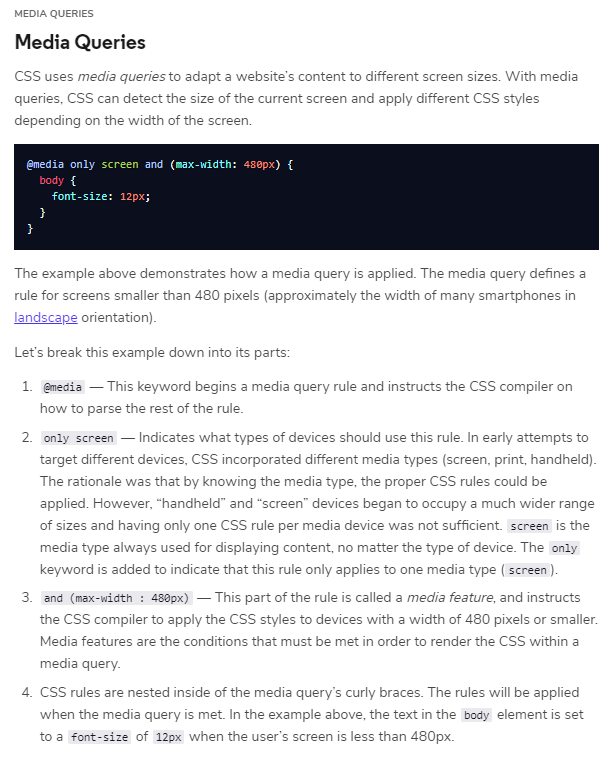 MEDIA QUERIES
Media Queries
CSS uses media queries to adapt a website’s content to different screen sizes. With media
queries, CSS can detect the size of the current screen and apply different CSS styles
depending on the width of the screen.
@media only screen and (max-width: 480px) {
  body {
    font-size: 12px;
  }
}
The example above demonstrates how a media query is applied. The media query defines a
rule for screens smaller than 480 pixels (approximately the width of many smartphones in
landscape orientation).
Let’s break this example down into its parts:
1. @media — This keyword begins a media query rule and instructs the CSS compiler on
how to parse the rest of the rule.
2. only screen — Indicates what types of devices should use this rule. In early attempts to
target different devices, CSS incorporated different media types (screen, print, handheld).
The rationale was that by knowing the media type, the proper CSS rules could be
applied. However, “handheld” and “screen” devices began to occupy a much wider range
of sizes and having only one CSS rule per media device was not sufficient. screen is the
media type always used for displaying content, no matter the type of device. The only
keyword is added to indicate that this rule only applies to one media type ( screen ).
3. and (max-width : 480px) — This part of the rule is called a media feature, and instructs
the CSS compiler to apply the CSS styles to devices with a width of 480 pixels or smaller.
Media features are the conditions that must be met in order to render the CSS within a
media query.
4. CSS rules are nested inside of the media query’s curly braces. The rules will be applied
when the media query is met. In the example above, the text in the body element is set
to a font-size of 12px when the user’s screen is less than 480px.